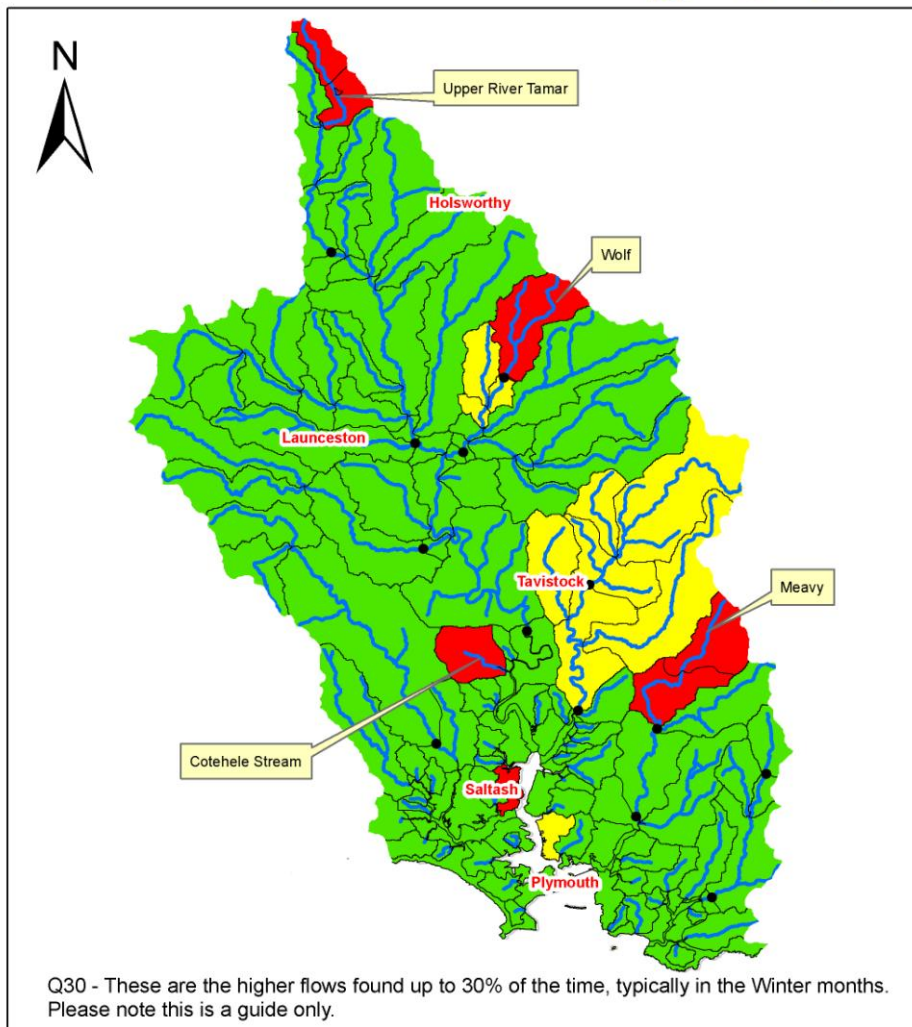 N
Upper River Tamar
Holsworthy
Wolf
Launceston
Tavistock
Meavy
Cotehele Stream
Saltash
Plymouth
Q30 - These are the higher flows found up to 30% of the time, typically in the Winter months.
Please note this is a guide only.